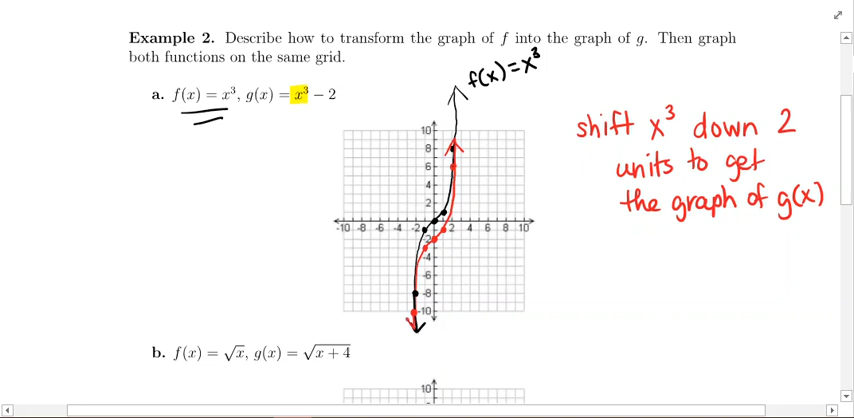 Example 2. Describe how to transform the graph of f into the graph of g. Then graph
both functions on the same grid.
f(x) = x³
a. f(x) = x³, g(x) = x³ − 2
shift x³ down 2
units to get
the graph of g(x)
10
8
6
4
2
-10 -8 -6 -4 -2 2 4 6 8 10
-2
-4
-6
-8
-10
b. f(x) = √x, g(x) = √(x + 4)
10